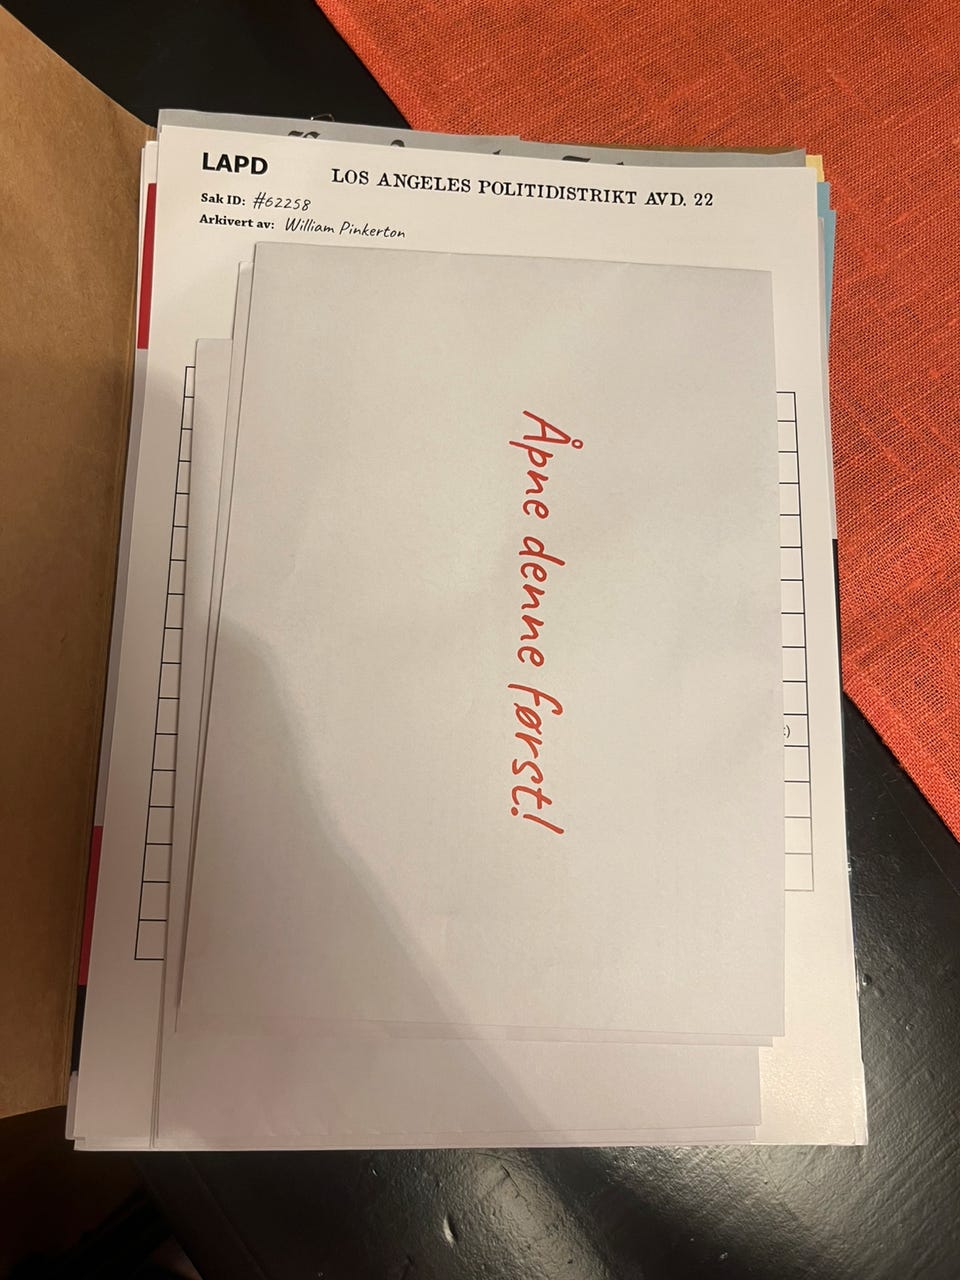 LAPD
LOS ANGELES POLITIDISTRIKT AVD. 22
Sak ID: #62258
Arkivert av: William Pinkerton
Åpne denne først!